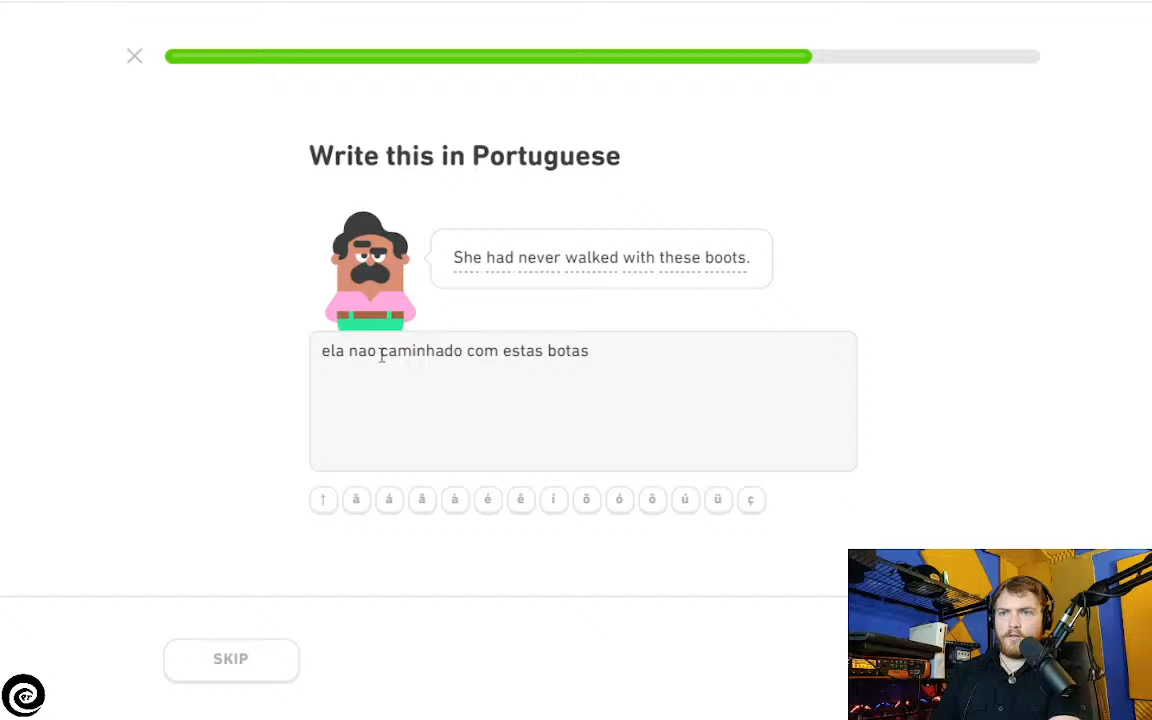 Write this in Portuguese
She had never walked with these boots.
ela nao caminhado com estas botas
↑ ã á â à é ê í õ ó ô ú ü ç
SKIP